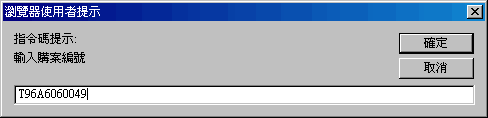 瀏覽器使用者提示
指令碼提示:
輸入購案編號
確定
取消
T96A6060049